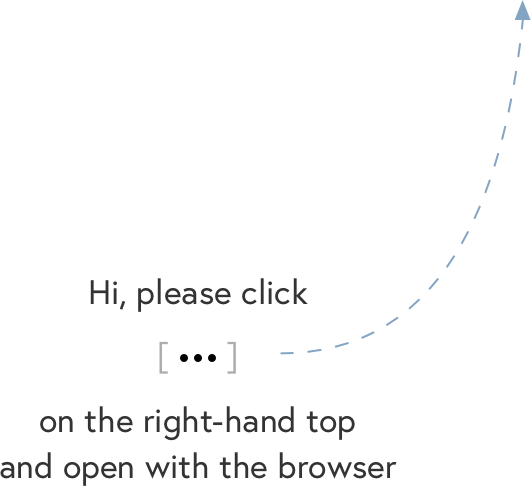 Hi, please click
[ ••• ]
on the right-hand top
and open with the browser